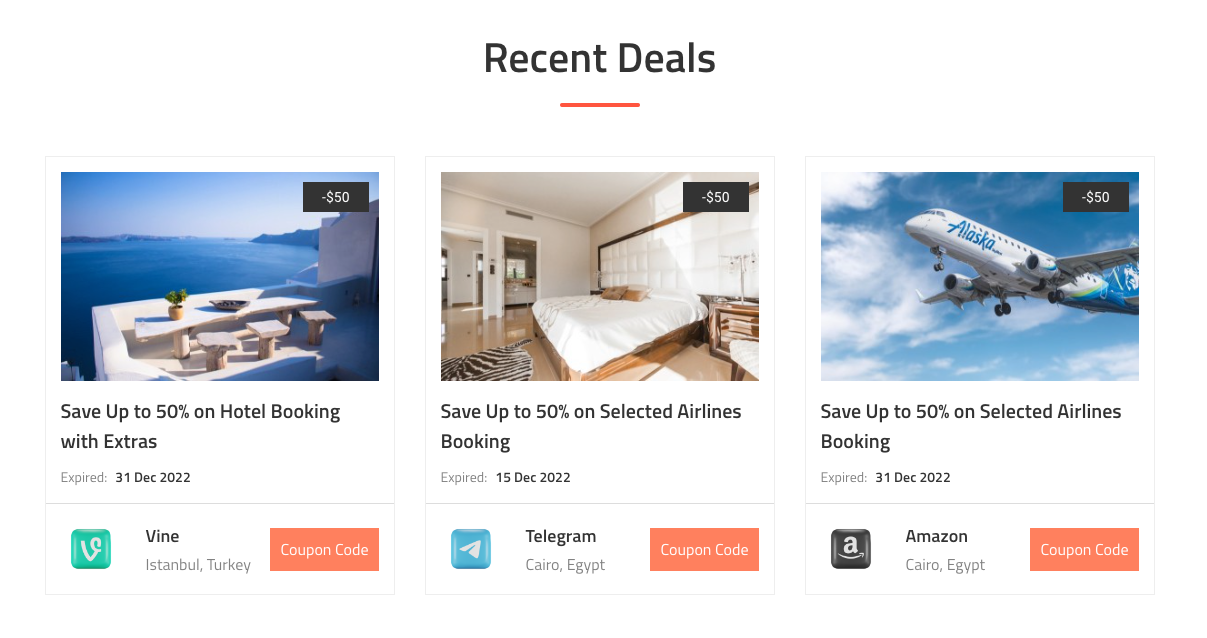 Recent Deals
-$50
Save Up to 50% on Hotel Booking
with Extras
Expired: 31 Dec 2022
Vine
Istanbul, Turkey
Coupon Code
-$50
Save Up to 50% on Selected Airlines
Booking
Expired: 15 Dec 2022
Telegram
Cairo, Egypt
Coupon Code
-$50
Alaska
Save Up to 50% on Selected Airlines
Booking
Expired: 31 Dec 2022
Amazon
Cairo, Egypt
Coupon Code